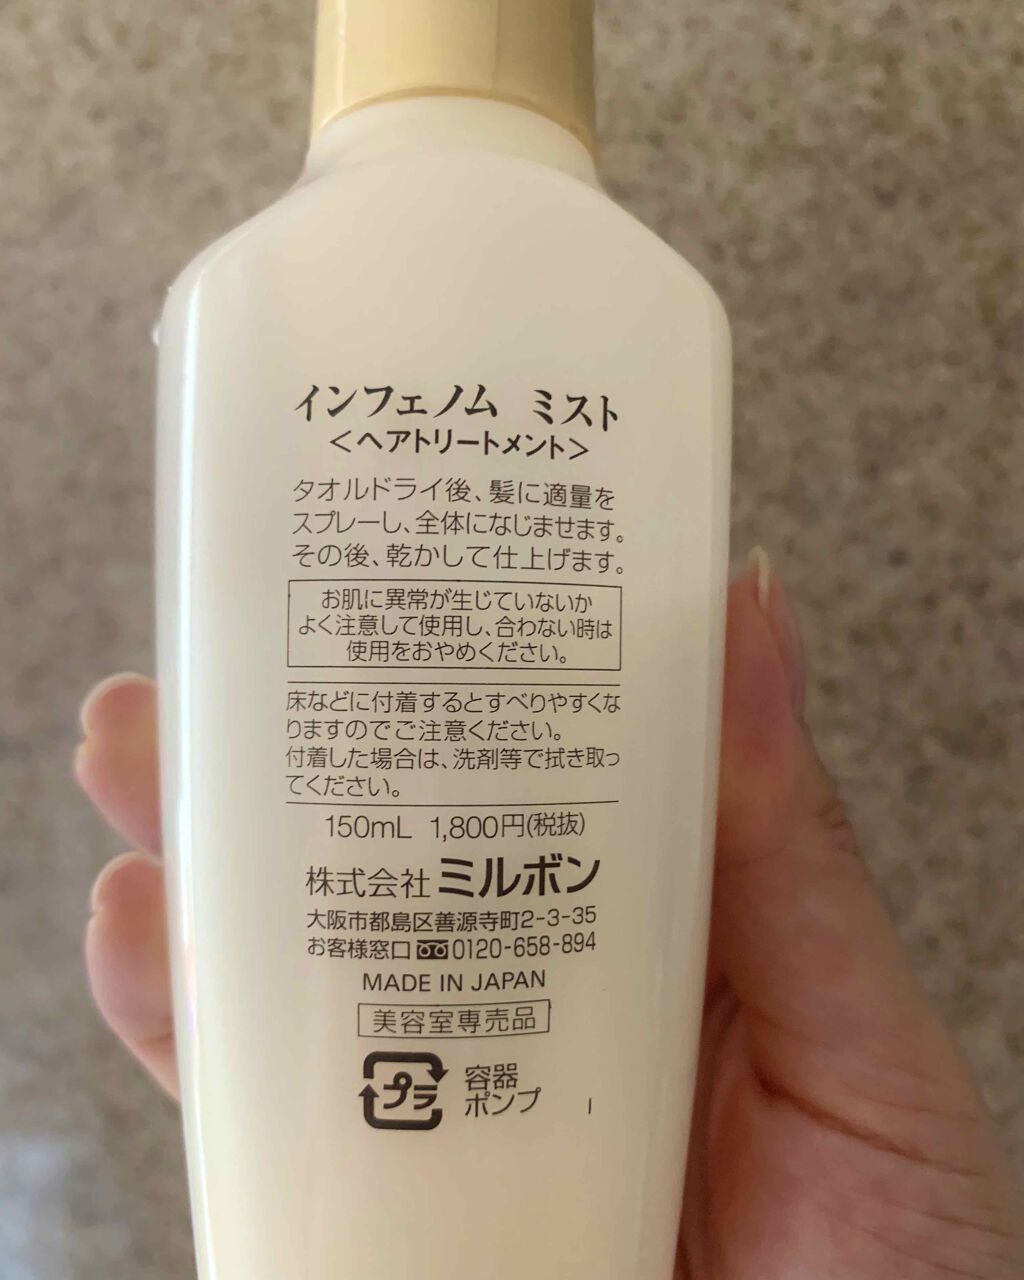 インフェノム ミスト
<ヘアトリートメント>
タオルドライ後、髪に適量を
スプレーし、全体になじませます。
その後、乾かして仕上げます。
お肌に異常が生じていないか
よく注意して使用し、合わない時は
使用をおやめください。
床などに付着するとすべりやすくな
りますのでご注意ください。
付着した場合は、洗剤等で拭き取っ
てください。
150mL 1,800円(税抜)
株式会社ミルボン
大阪市都島区善源寺町2-3-35
お客様窓口 0120-658-894
MADE IN JAPAN
美容室専売品
プラ 容器
ポンプ